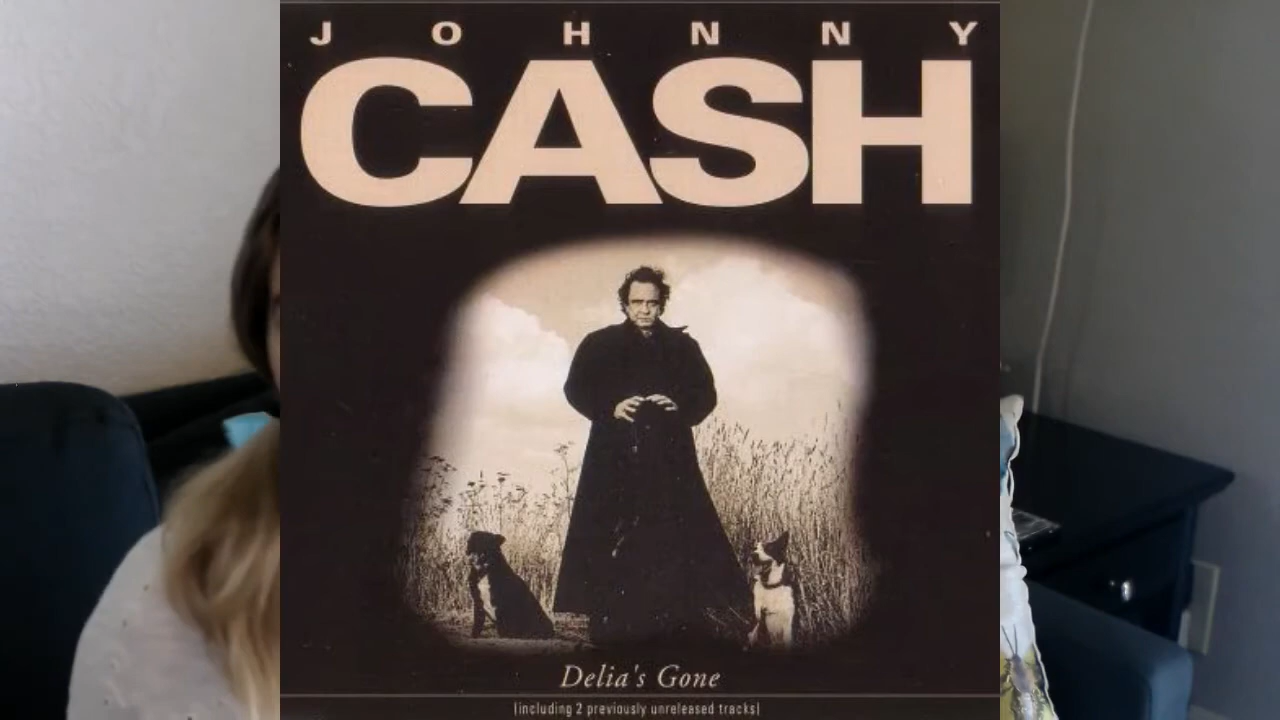 JOHNNY
CASH
Delia's Gone
[including 2 previously unreleased tracks]